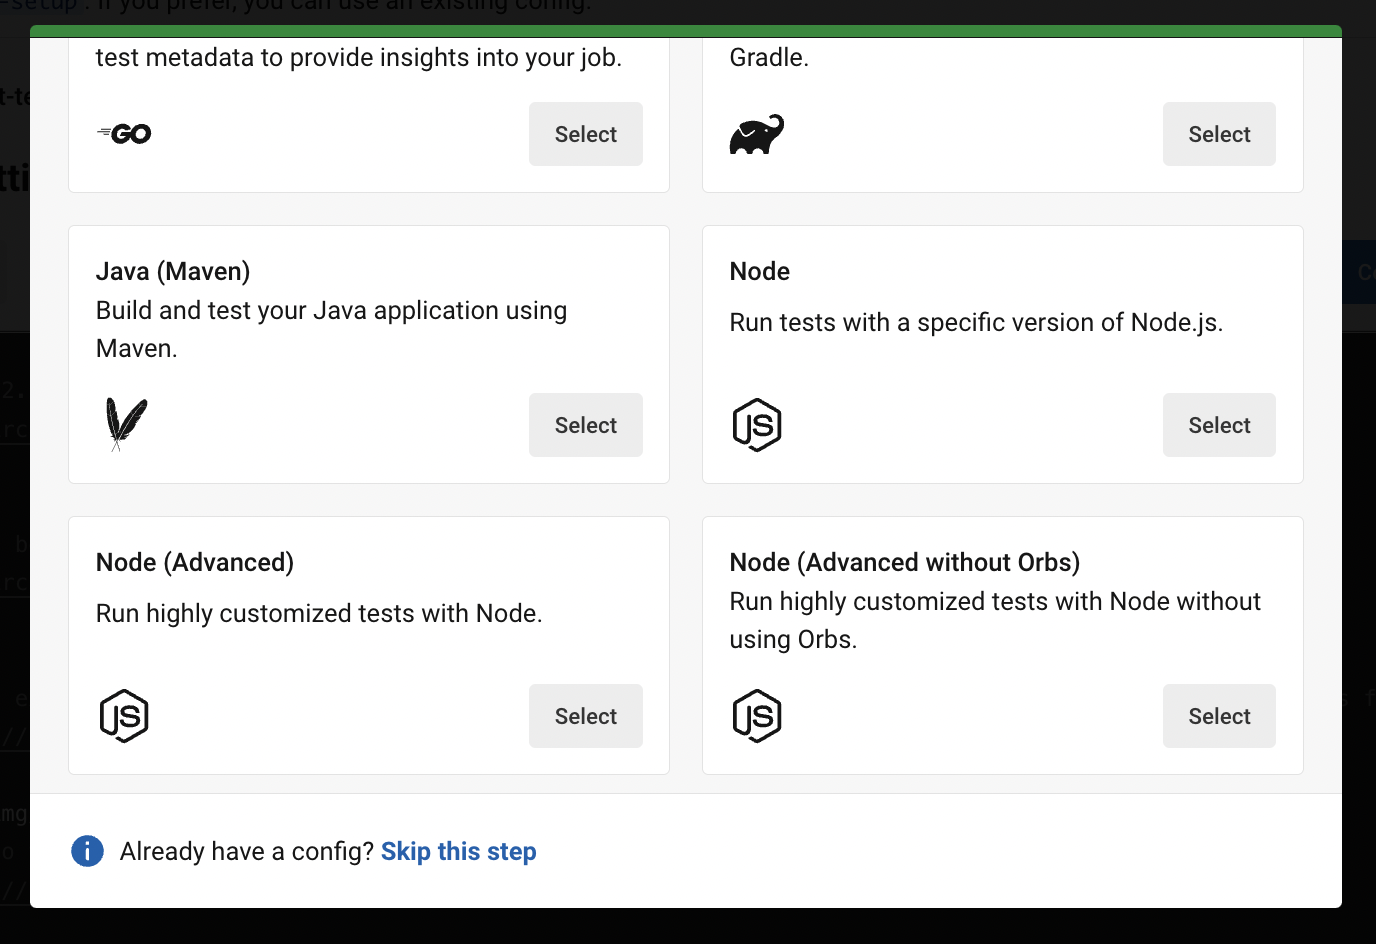 -setup . If you prefer, you can use an existing config.
test metadata to provide insights into your job.
GO
Select
Gradle.
Select
Java (Maven)
Build and test your Java application using
Maven.
Select
Node
Run tests with a specific version of Node.js.
JS
Select
Node (Advanced)
Run highly customized tests with Node.
JS
Select
Node (Advanced without Orbs)
Run highly customized tests with Node without
using Orbs.
JS
Select
Already have a config? Skip this step